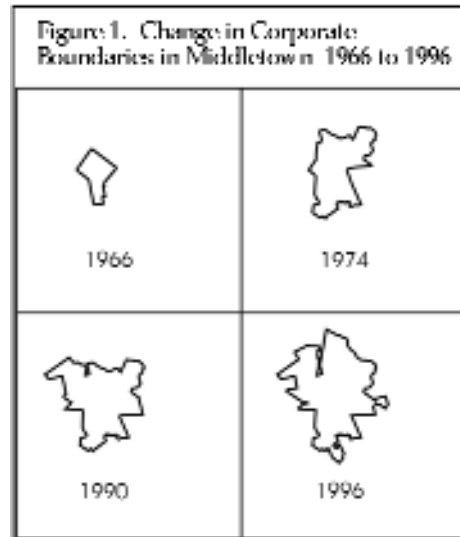 Figure 1. Change in Corporate
Boundaries in Middletown 1966 to 1996
1966
1974
1990
1996